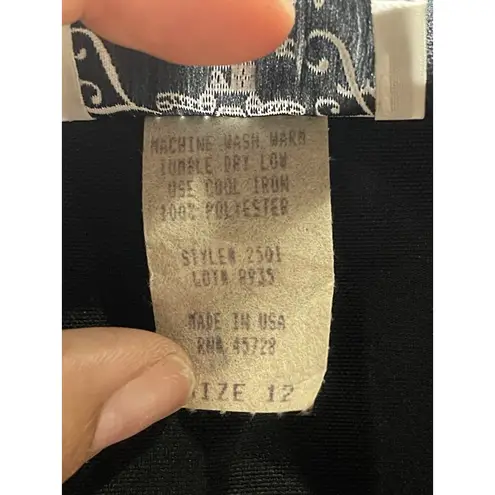 MACHINE WASH WARM
TUMBLE DRY LOW
USE COOL IRON
100% POLYESTER
STYLE# 2501
LOT# 8935
MADE IN USA
RN# 45728
SIZE 12